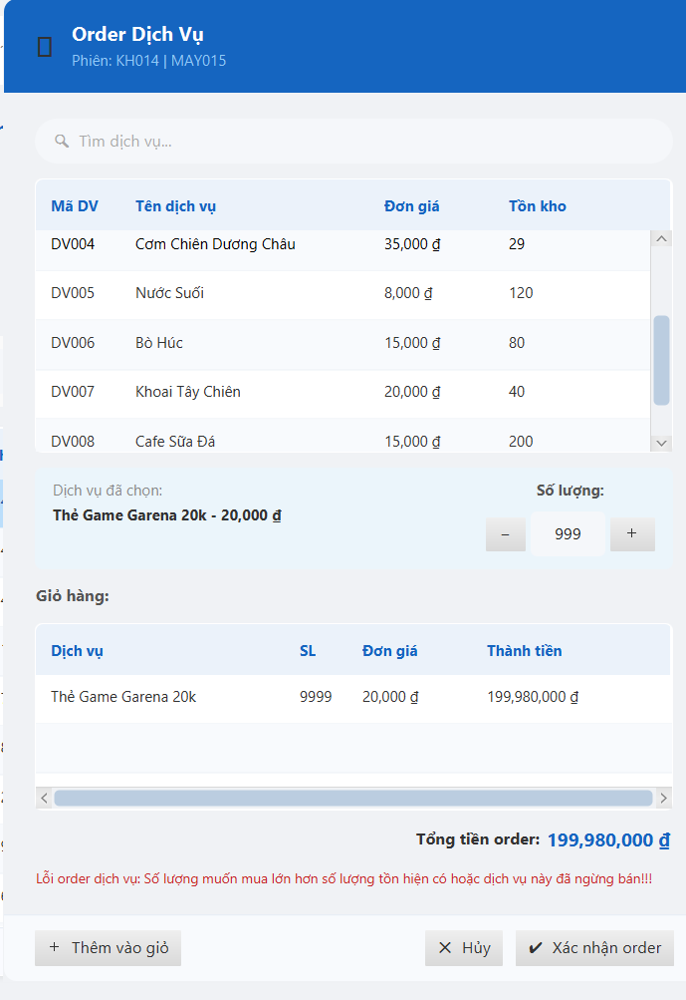 Order Dịch Vụ
Phiên: KH014 | MAY015
Tìm dịch vụ...
Mã DV Tên dịch vụ Đơn giá Tồn kho
DV004 Cơm Chiên Dương Châu 35,000 ₫ 29
DV005 Nước Suối 8,000 ₫ 120
DV006 Bò Húc 15,000 ₫ 80
DV007 Khoai Tây Chiên 20,000 ₫ 40
DV008 Cafe Sữa Đá 15,000 ₫ 200
Dịch vụ đã chọn: Số lượng:
Thẻ Game Garena 20k - 20,000 ₫
– 999 +
Giỏ hàng:
Dịch vụ SL Đơn giá Thành tiền
Thẻ Game Garena 20k 9999 20,000 ₫ 199,980,000 ₫
Tổng tiền order: 199,980,000 ₫
Lỗi order dịch vụ: Số lượng muốn mua lớn hơn số lượng tồn hiện có hoặc dịch vụ này đã ngừng bán!!!
+ Thêm vào giỏ ✕ Hủy ✔ Xác nhận order